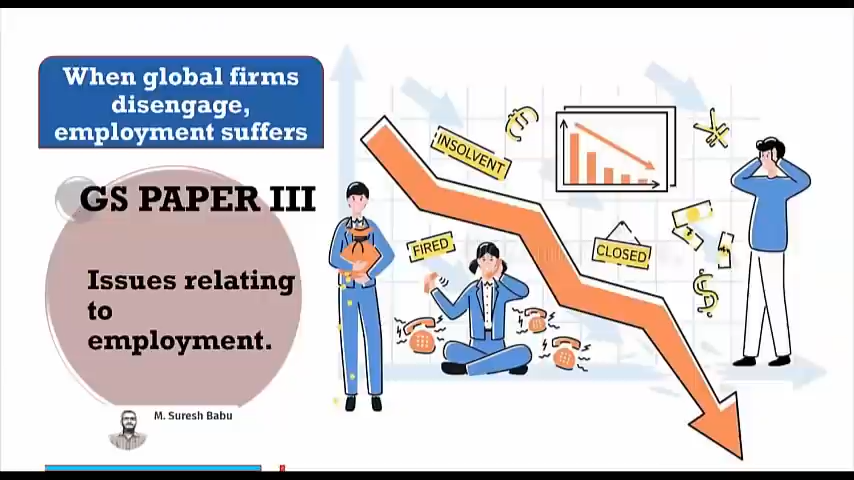 When global firms
disengage,
employment suffers
GS PAPER III
Issues relating
to
employment.
M. Suresh Babu
INSOLVENT
FIRED
CLOSED